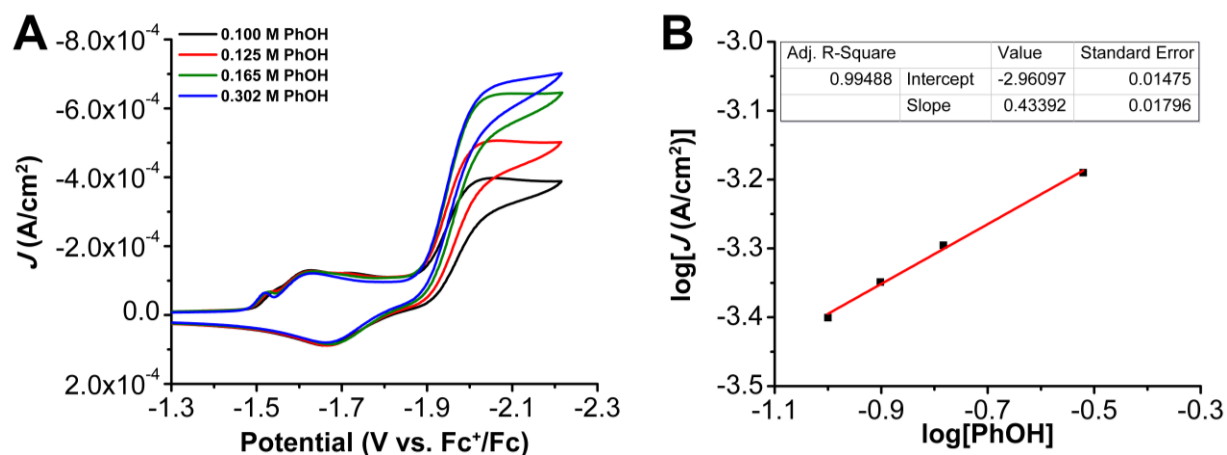 A
-8.0x10⁻⁴
-6.0x10⁻⁴
-4.0x10⁻⁴
-2.0x10⁻⁴
0.0
2.0x10⁻⁴
J (A/cm²)
0.100 M PhOH
0.125 M PhOH
0.165 M PhOH
0.302 M PhOH
-1.3 -1.5 -1.7 -1.9 -2.1 -2.3
Potential (V vs. Fc⁺/Fc)
B
-3.0
-3.1
-3.2
-3.3
-3.4
-3.5
log[J (A/cm²)]
Adj. R-Square Value Standard Error
0.99488 Intercept -2.96097 0.01475
Slope 0.43392 0.01796
-1.1 -0.9 -0.7 -0.5 -0.3
log[PhOH]